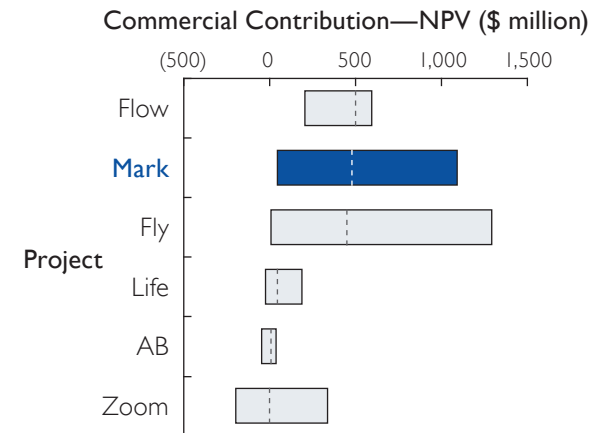 Commercial Contribution—NPV ($ million)
(500) 0 500 1,000 1,500
Flow
Mark
Fly
Project
Life
AB
Zoom